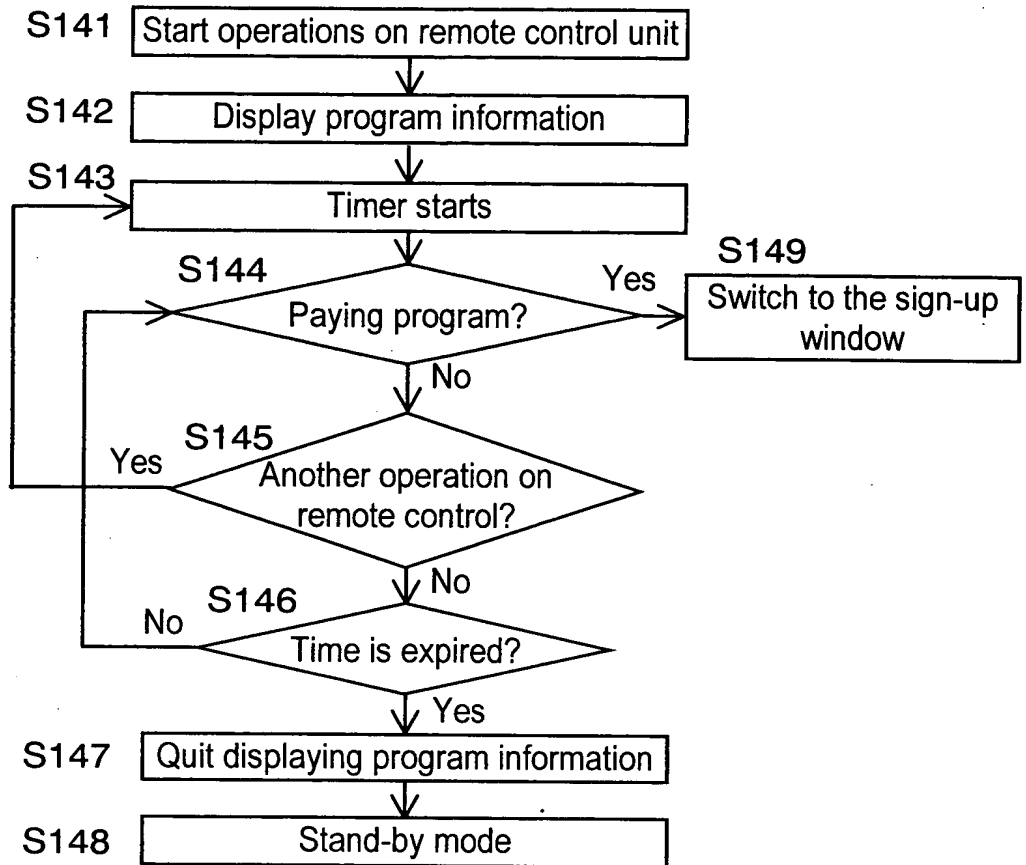 S141
Start operations on remote control unit
S142
Display program information
S143
Timer starts
S144
Paying program?
Yes
S149
Switch to the sign-up
window
No
S145
Yes
Another operation on
remote control?
No
S146
No
Time is expired?
Yes
S147
Quit displaying program information
S148
Stand-by mode